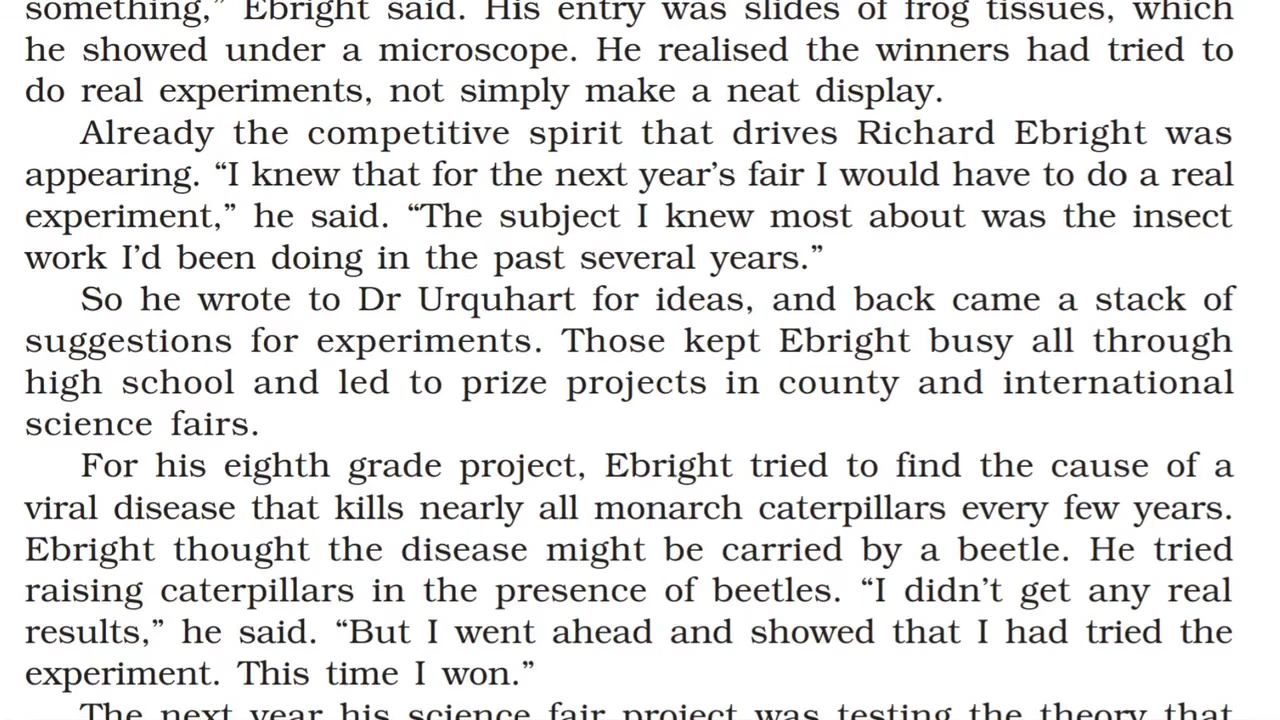 something,” Ebright said. His entry was slides of frog tissues, which
he showed under a microscope. He realised the winners had tried to
do real experiments, not simply make a neat display.
Already the competitive spirit that drives Richard Ebright was
appearing. “I knew that for the next year’s fair I would have to do a real
experiment,” he said. “The subject I knew most about was the insect
work I’d been doing in the past several years.”
So he wrote to Dr Urquhart for ideas, and back came a stack of
suggestions for experiments. Those kept Ebright busy all through
high school and led to prize projects in county and international
science fairs.
For his eighth grade project, Ebright tried to find the cause of a
viral disease that kills nearly all monarch caterpillars every few years.
Ebright thought the disease might be carried by a beetle. He tried
raising caterpillars in the presence of beetles. “I didn’t get any real
results,” he said. “But I went ahead and showed that I had tried the
experiment. This time I won.”
The next year his science fair project was testing the theory that